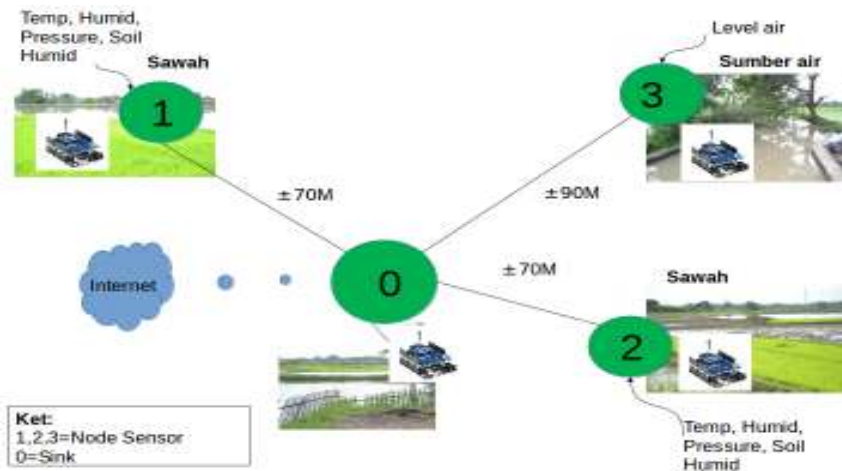 Temp, Humid,
Pressure, Soil
Humid
Sawah
1
Level air
Sumber air
3
±70M
±90M
Internet
0
±70M
Sawah
2
Ket:
1,2,3=Node Sensor
0=Sink
Temp, Humid,
Pressure, Soil
Humid